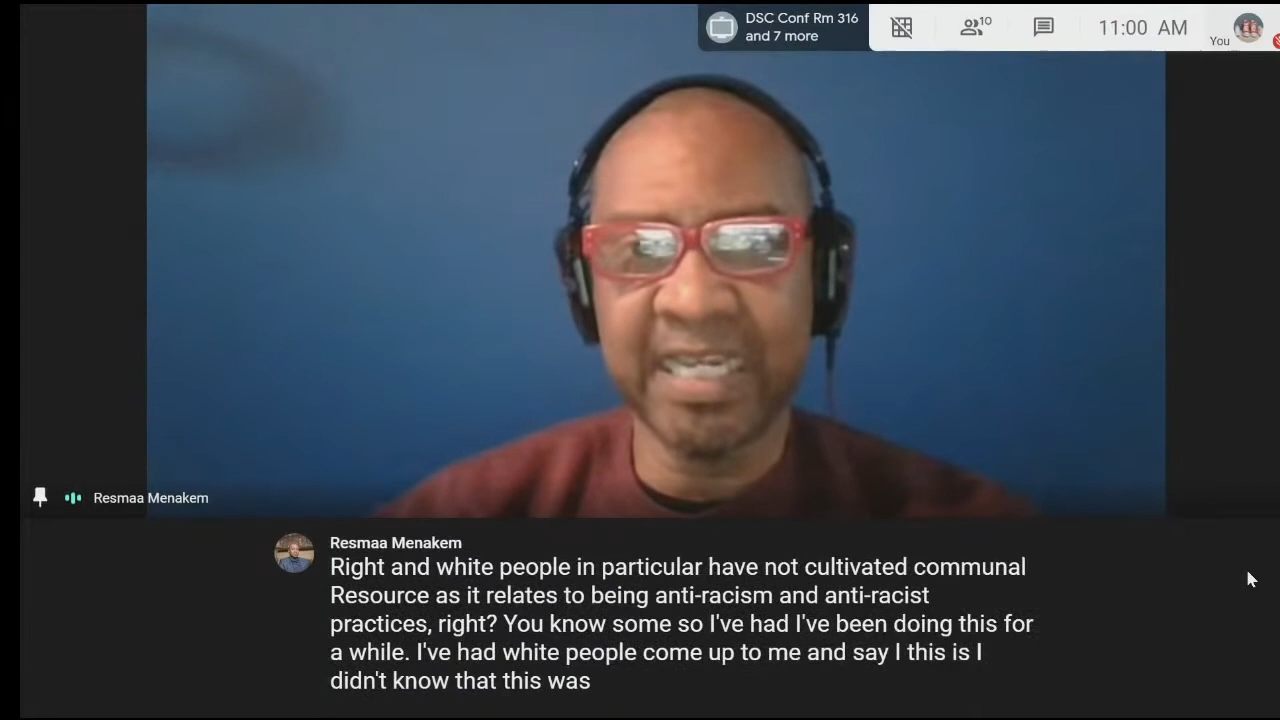 DSC Conf Rm 316
and 7 more
10
11:00 AM
You
Resmaa Menakem
Resmaa Menakem
Right and white people in particular have not cultivated communal
Resource as it relates to being anti-racism and anti-racist
practices, right? You know some so I've had I've been doing this for
a while. I've had white people come up to me and say I this is I
didn't know that this was